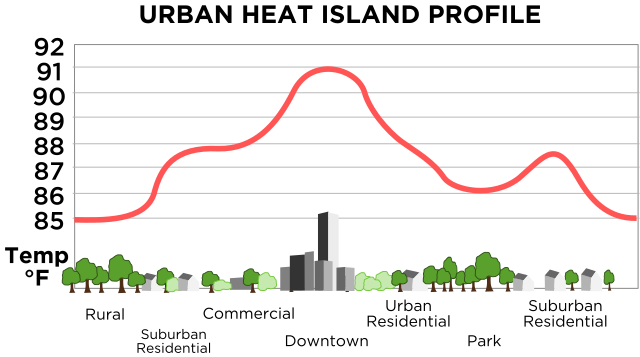 URBAN HEAT ISLAND PROFILE
92
91
90
89
88
87
86
85
Temp
°F
Rural
Suburban
Residential
Commercial
Downtown
Urban
Residential
Park
Suburban
Residential